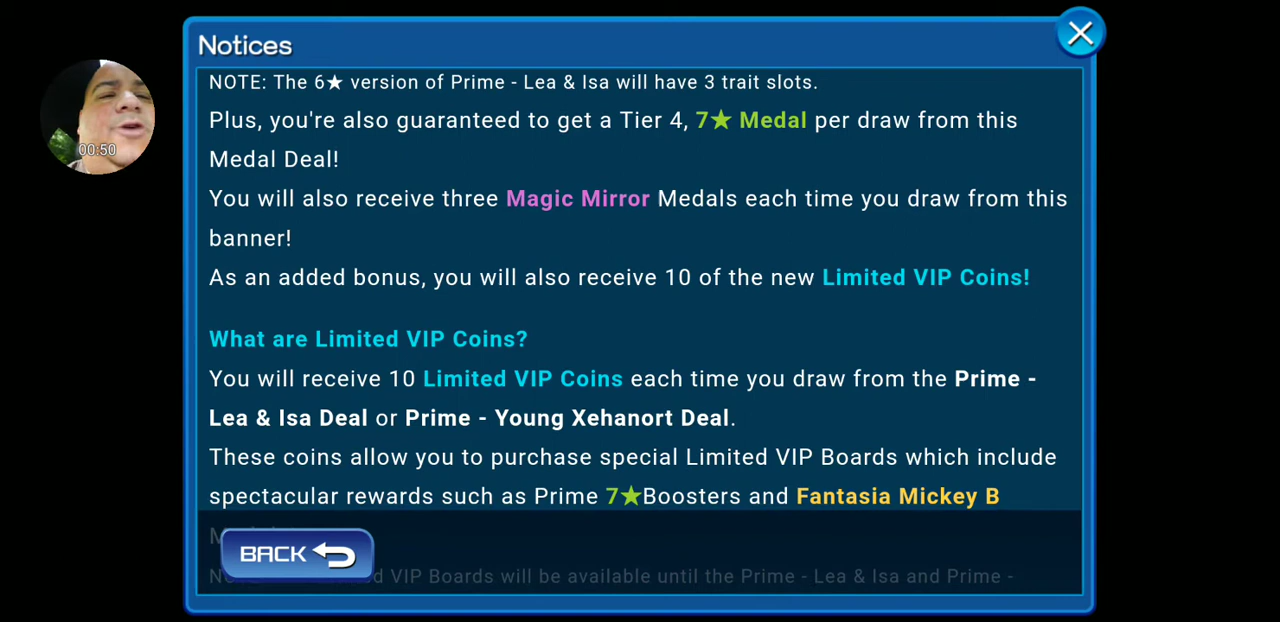 Notices
NOTE: The 6★ version of Prime - Lea & Isa will have 3 trait slots.
Plus, you're also guaranteed to get a Tier 4, 7★ Medal per draw from this
Medal Deal!
You will also receive three Magic Mirror Medals each time you draw from this
banner!
As an added bonus, you will also receive 10 of the new Limited VIP Coins!
What are Limited VIP Coins?
You will receive 10 Limited VIP Coins each time you draw from the Prime -
Lea & Isa Deal or Prime - Young Xehanort Deal.
These coins allow you to purchase special Limited VIP Boards which include
spectacular rewards such as Prime 7★Boosters and Fantasia Mickey B
BACK
VIP Boards will be available until the Prime - Lea & Isa and Prime -
00:50